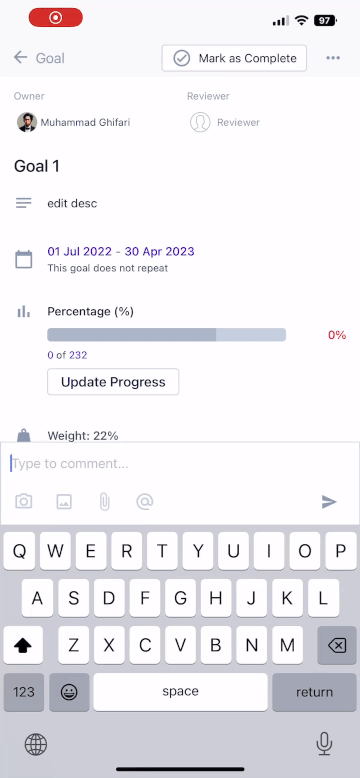 97
Goal
Mark as Complete
Owner
Reviewer
Muhammad Ghifari
Reviewer
Goal 1
edit desc
01 Jul 2022 - 30 Apr 2023
This goal does not repeat
Percentage (%)
0%
0 of 232
Update Progress
Weight: 22%
Type to comment...
Q W E R T Y U I O P
A S D F G H J K L
Z X C V B N M
123
space
return